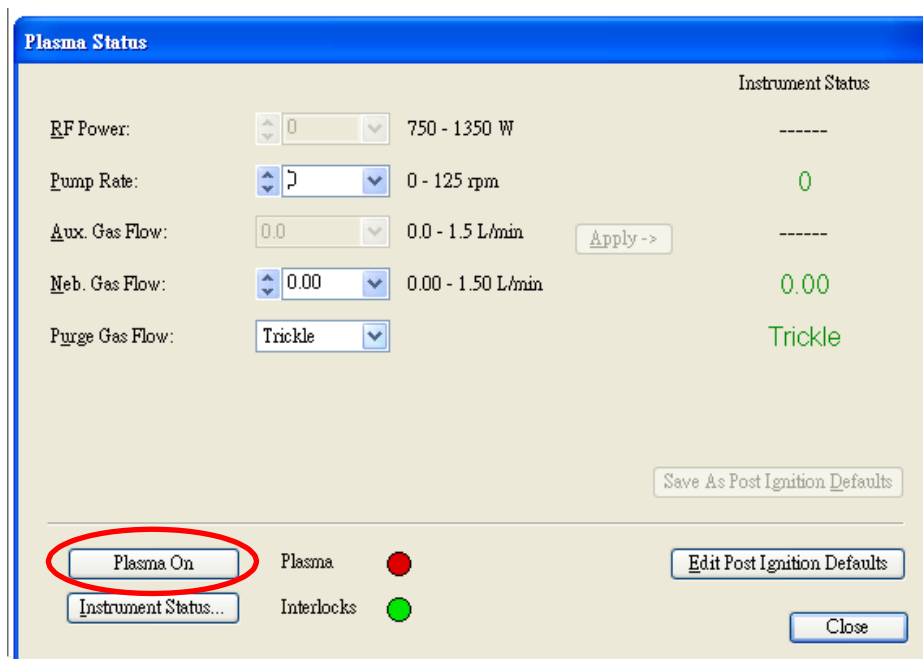 Plasma Status
Instrument Status
RF Power: 0 750 - 1350 W ------
Pump Rate: 0 - 125 rpm 0
Aux. Gas Flow: 0.0 0.0 - 1.5 L/min Apply -> ------
Neb. Gas Flow: 0.00 0.00 - 1.50 L/min 0.00
Purge Gas Flow: Trickle Trickle
Save As Post Ignition Defaults
Plasma On Plasma Edit Post Ignition Defaults
Instrument Status... Interlocks
Close